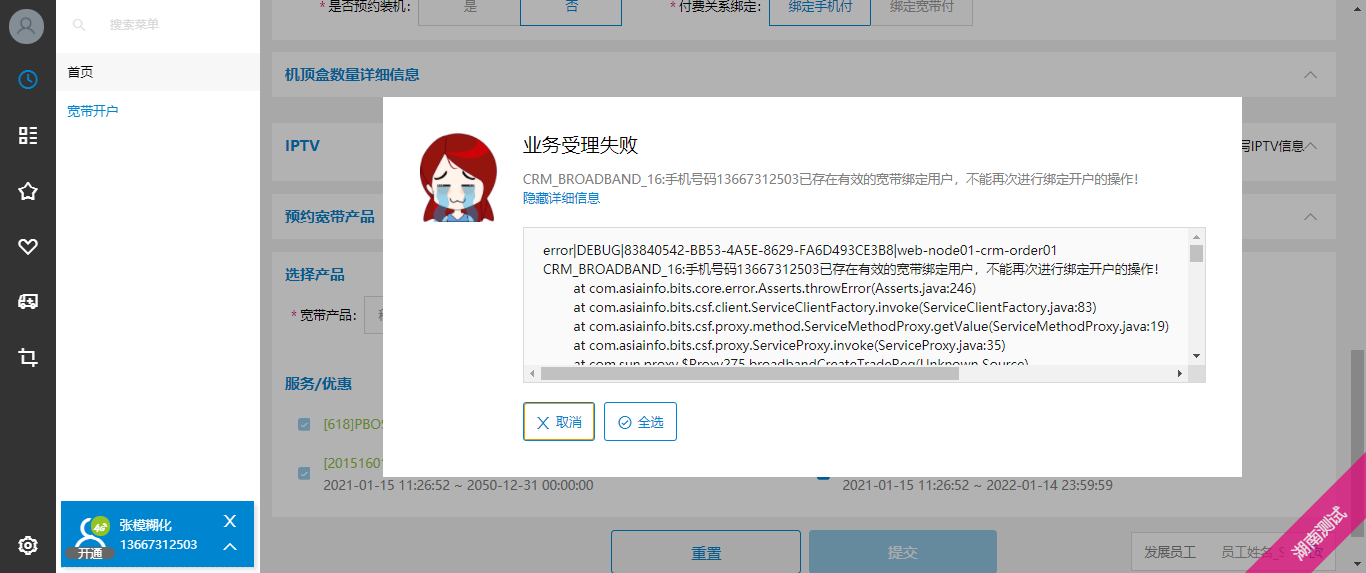 搜索菜单
首页
宽带开户
张模糊化
13667312503
开通
*是否预约装机: 是 否 *付费关系绑定: 绑定手机付 绑定宽带付
机顶盒数量详细信息
IPTV
写IPTV信息
预约宽带产品
选择产品
*宽带产品:
服务/优惠
[618]PBOS
[20151601
2021-01-15 11:26:52 ~ 2050-12-31 00:00:00
2021-01-15 11:26:52 ~ 2022-01-14 23:59:59
业务受理失败
CRM_BROADBAND_16:手机号码13667312503已存在有效的宽带绑定用户，不能再次进行绑定开户的操作!
隐藏详细信息
error|DEBUG|83840542-BB53-4A5E-8629-FA6D493CE3B8|web-node01-crm-order01
CRM_BROADBAND_16:手机号码13667312503已存在有效的宽带绑定用户，不能再次进行绑定开户的操作!
at com.asiainfo.bits.core.error.Asserts.throwError(Asserts.java:246)
at com.asiainfo.bits.csf.client.ServiceClientFactory.invoke(ServiceClientFactory.java:83)
at com.asiainfo.bits.csf.proxy.method.ServiceMethodProxy.getValue(ServiceMethodProxy.java:19)
at com.asiainfo.bits.csf.proxy.ServiceProxy.invoke(ServiceProxy.java:35)
at com.sun.proxy.$Proxy275.broadbandCreateTradeReg(Unknown Source)
取消
全选
重置
提交
发展员工 员工姓名_
湖南测试